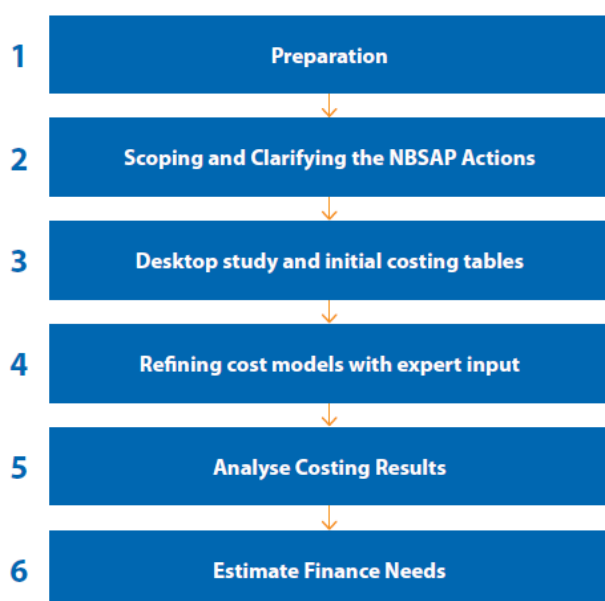 1 Preparation
2 Scoping and Clarifying the NBSAP Actions
3 Desktop study and initial costing tables
4 Refining cost models with expert input
5 Analyse Costing Results
6 Estimate Finance Needs